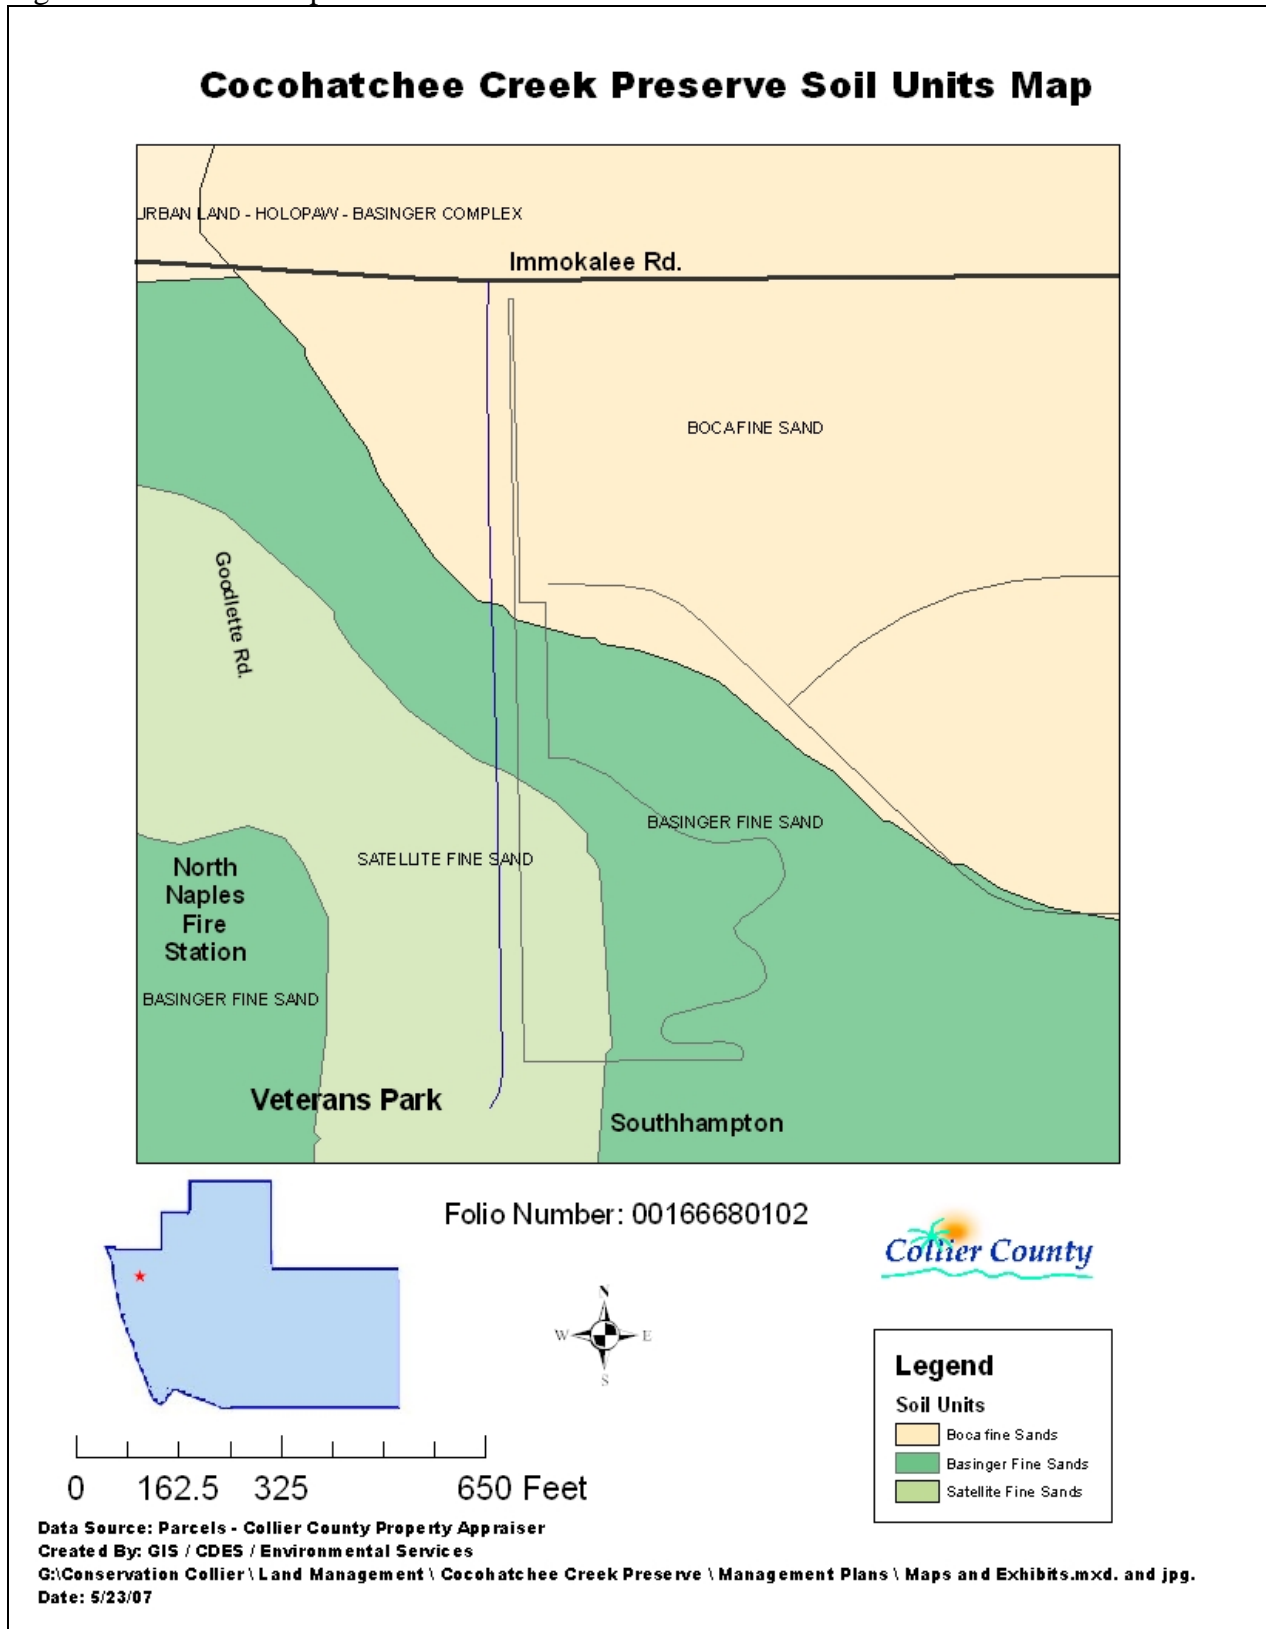 Cocohatchee Creek Preserve Soil Units Map
URBAN LAND - HOLOPAW - BASINGER COMPLEX
Immokalee Rd.
BOCAFINE SAND
Goodlette Rd.
BASINGER FINE SAND
SATELLITE FINE SAND
North
Naples
Fire
Station
BASINGER FINE SAND
Veterans Park
Southhampton
Folio Number: 00166680102
Collier County
N
W
E
S
Legend
Soil Units
Bocafine Sands
Basinger Fine Sands
Satellite Fine Sands
0 162.5 325 650 Feet
Data Source: Parcels - Collier County Property Appraiser
Created By: GIS / CDES / Environmental Services
G:\Conservation Collier \ Land Management \ Cocohatchee Creek Preserve \ Management Plans \ Maps and Exhibits.mxd. and jpg.
Date: 5/23/07